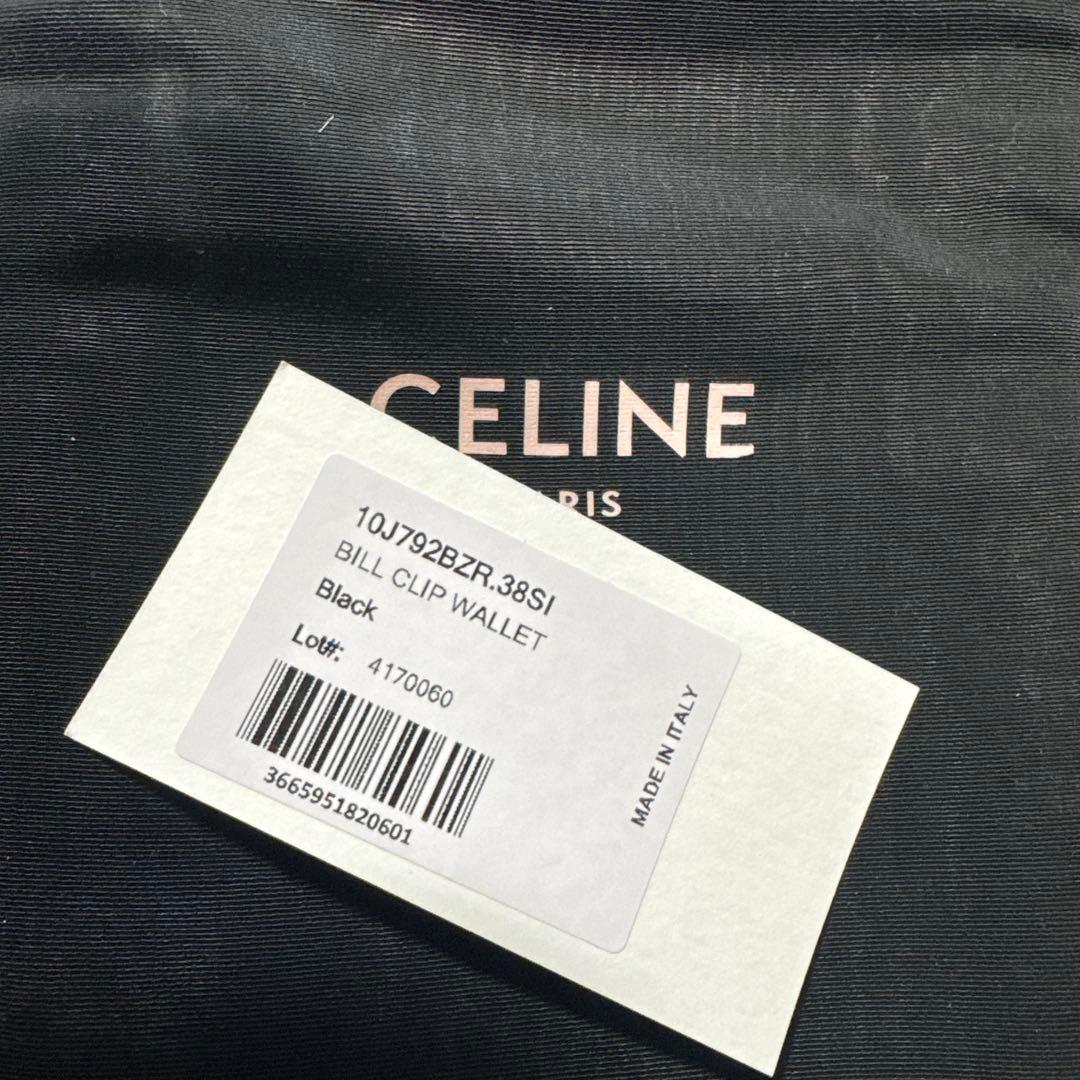 CELINE
10J792BZR.38SI
BILL CLIP WALLET
Black
Lot#: 4170060
3665951820601
MADE IN ITALY